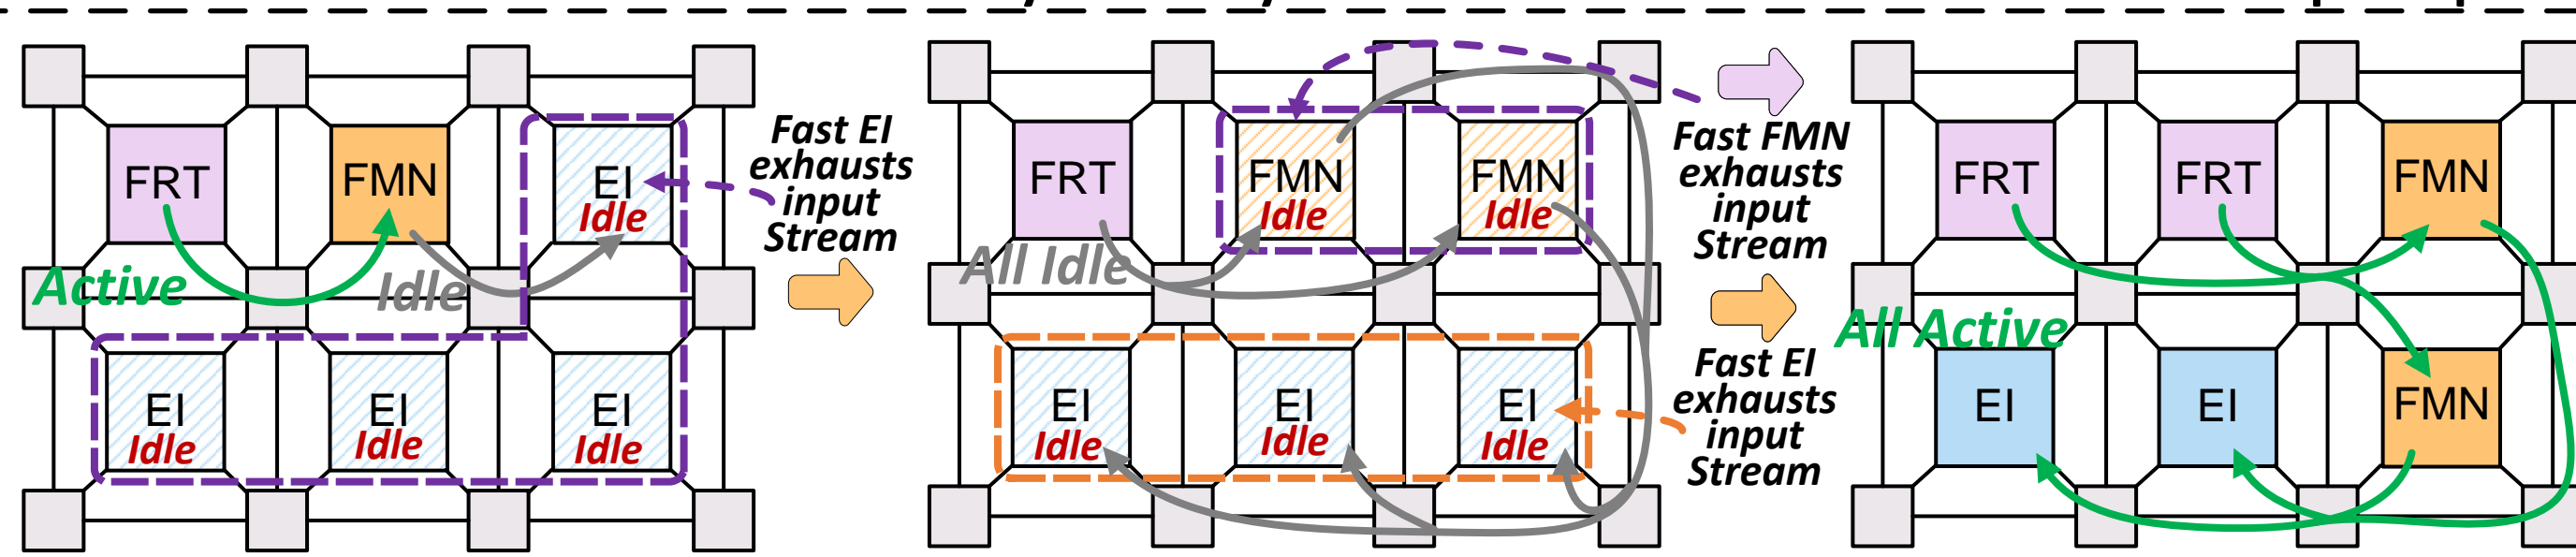 FRT
FMN
EI
Idle
Active
Idle
EI
Idle
EI
Idle
EI
Idle
Fast EI
exhausts
input
Stream
FRT
FMN
Idle
FMN
Idle
All Idle
EI
Idle
EI
Idle
EI
Idle
Fast FMN
exhausts
input
Stream
Fast EI
exhausts
input
Stream
FRT
FRT
FMN
All Active
EI
EI
FMN